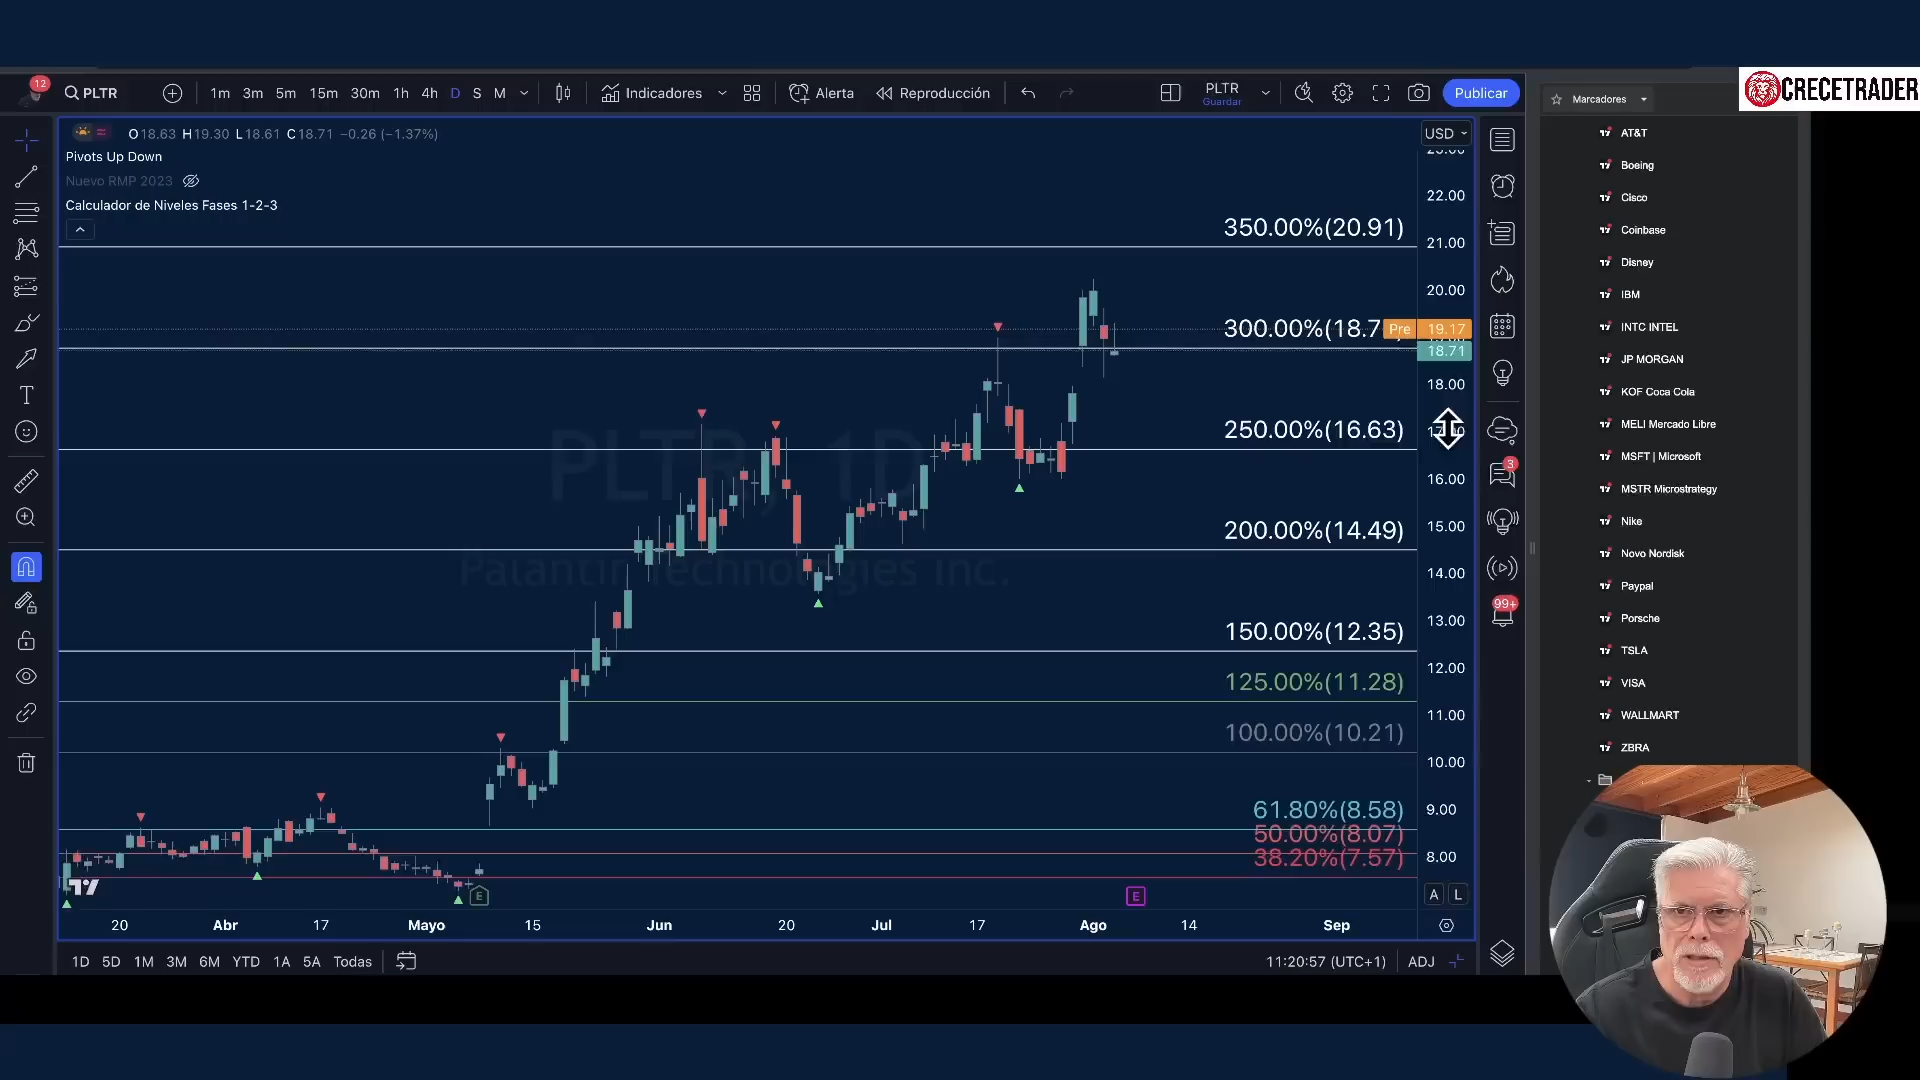 CRECETRADER
12
PLTR
1m 3m 5m 15m 30m 1h 4h D S M
Indicadores
Alerta
Reproducción
PLTR
Guardar
Publicar
Marcadores
O18.63 H19.30 L18.61 C18.71 −0.26 (−1.37%)
Pivots Up Down
Nuevo RMP 2023
Calculador de Niveles Fases 1-2-3
USD
22.00
21.00
20.00
Pre 19.17
18.71
18.00
16.00
15.00
14.00
13.00
12.00
11.00
10.00
9.00
8.00
350.00%(20.91)
300.00%(18.7
250.00%(16.63)
200.00%(14.49)
150.00%(12.35)
125.00%(11.28)
100.00%(10.21)
61.80%(8.58)
50.00%(8.07)
38.20%(7.57)
PLTR, 1D
Palantir Technologies Inc.
E
E
A L
20 Abr 17 Mayo 15 Jun 20 Jul 17 Ago 14 Sep
1D 5D 1M 3M 6M YTD 1A 5A Todas
11:20:57 (UTC+1) ADJ
3
99+
AT&T
Boeing
Cisco
Coinbase
Disney
IBM
INTC INTEL
JP MORGAN
KOF Coca Cola
MELI Mercado Libre
MSFT | Microsoft
MSTR Microstrategy
Nike
Novo Nordisk
Paypal
Porsche
TSLA
VISA
WALLMART
ZBRA